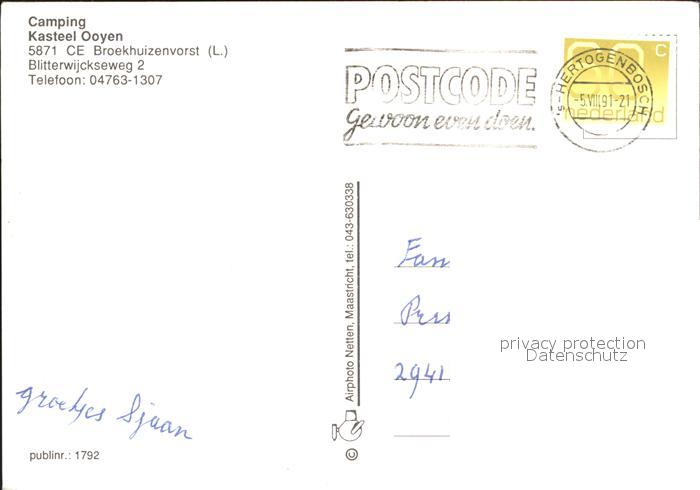 Camping
Kasteel Ooyen
5871 CE Broekhuizenvorst (L.)
Blitterwijckseweg 2
Telefoon: 04763-1307
POSTCODE
Gewoon even doen.
's-HERTOGENBOSCH
-5.VIII.91-21
80 c
nederland
Airphoto Netten, Maastricht, tel.: 043-630338
Fam
2941
privacy protection
Datenschutz
groetjes Sjaan
publinr.: 1792
©